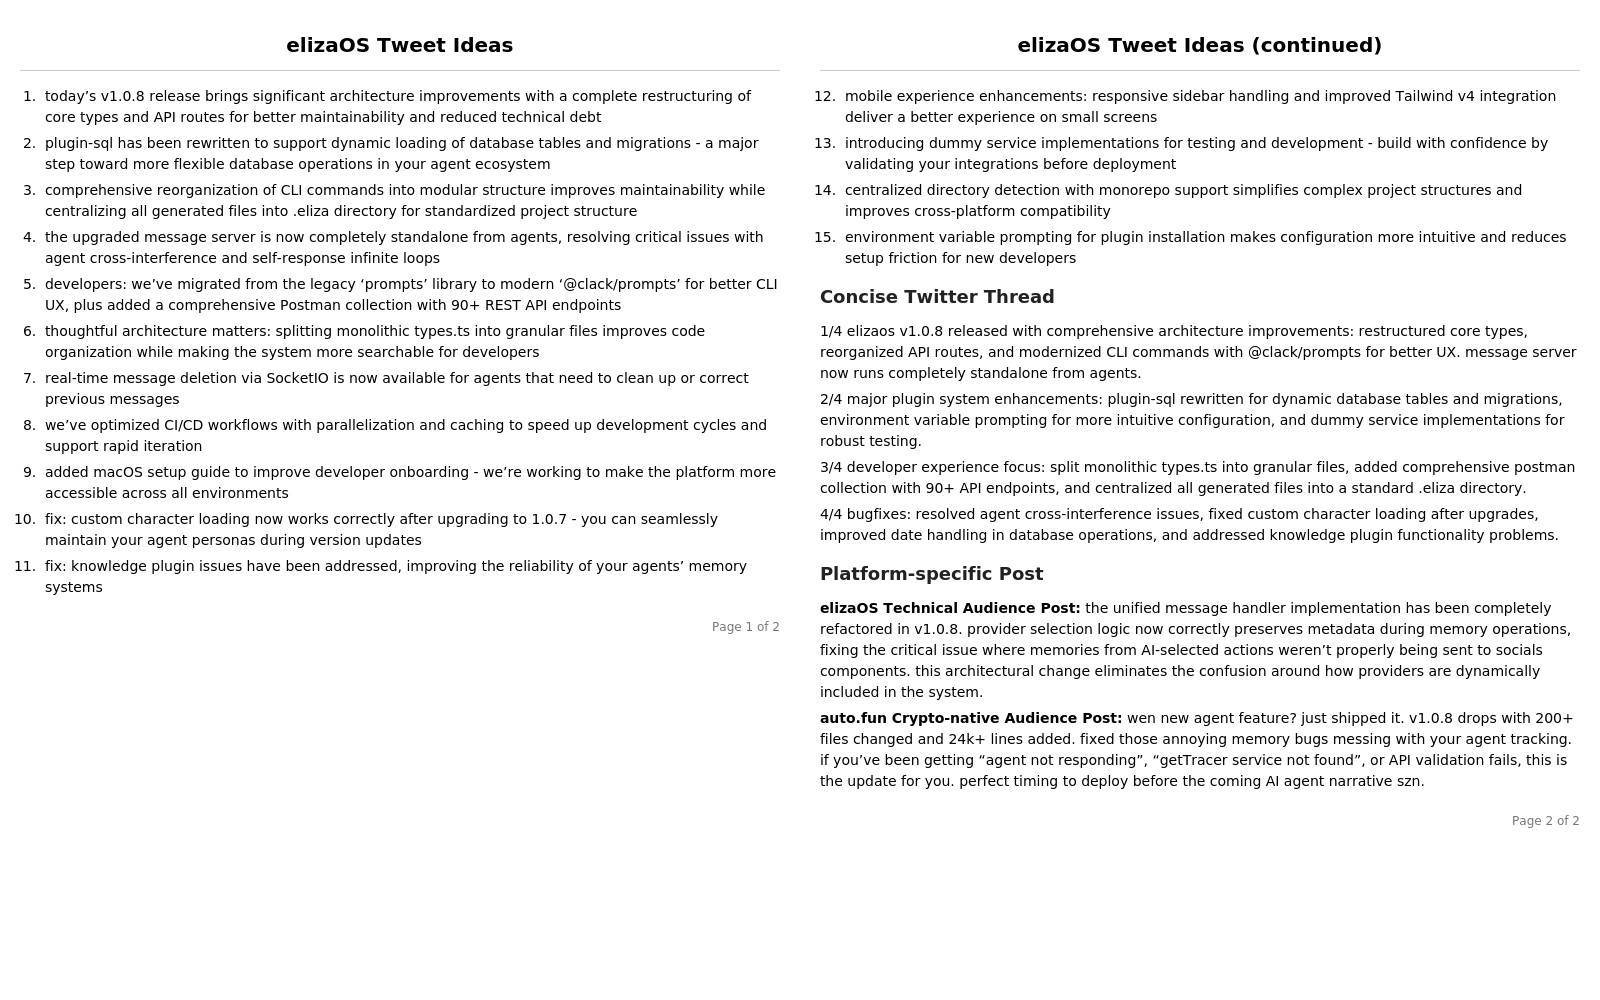 elizaOS Tweet Ideas
1. today’s v1.0.8 release brings significant architecture improvements with a complete restructuring of
core types and API routes for better maintainability and reduced technical debt
2. plugin-sql has been rewritten to support dynamic loading of database tables and migrations - a major
step toward more flexible database operations in your agent ecosystem
3. comprehensive reorganization of CLI commands into modular structure improves maintainability while
centralizing all generated files into .eliza directory for standardized project structure
4. the upgraded message server is now completely standalone from agents, resolving critical issues with
agent cross-interference and self-response infinite loops
5. developers: we’ve migrated from the legacy ‘prompts’ library to modern ‘@clack/prompts’ for better CLI
UX, plus added a comprehensive Postman collection with 90+ REST API endpoints
6. thoughtful architecture matters: splitting monolithic types.ts into granular files improves code
organization while making the system more searchable for developers
7. real-time message deletion via SocketIO is now available for agents that need to clean up or correct
previous messages
8. we’ve optimized CI/CD workflows with parallelization and caching to speed up development cycles and
support rapid iteration
9. added macOS setup guide to improve developer onboarding - we’re working to make the platform more
accessible across all environments
10. fix: custom character loading now works correctly after upgrading to 1.0.7 - you can seamlessly
maintain your agent personas during version updates
11. fix: knowledge plugin issues have been addressed, improving the reliability of your agents’ memory
systems
Page 1 of 2
elizaOS Tweet Ideas (continued)
12. mobile experience enhancements: responsive sidebar handling and improved Tailwind v4 integration
deliver a better experience on small screens
13. introducing dummy service implementations for testing and development - build with confidence by
validating your integrations before deployment
14. centralized directory detection with monorepo support simplifies complex project structures and
improves cross-platform compatibility
15. environment variable prompting for plugin installation makes configuration more intuitive and reduces
setup friction for new developers
Concise Twitter Thread
1/4 elizaos v1.0.8 released with comprehensive architecture improvements: restructured core types,
reorganized API routes, and modernized CLI commands with @clack/prompts for better UX. message server
now runs completely standalone from agents.
2/4 major plugin system enhancements: plugin-sql rewritten for dynamic database tables and migrations,
environment variable prompting for more intuitive configuration, and dummy service implementations for
robust testing.
3/4 developer experience focus: split monolithic types.ts into granular files, added comprehensive postman
collection with 90+ API endpoints, and centralized all generated files into a standard .eliza directory.
4/4 bugfixes: resolved agent cross-interference issues, fixed custom character loading after upgrades,
improved date handling in database operations, and addressed knowledge plugin functionality problems.
Platform-specific Post
elizaOS Technical Audience Post: the unified message handler implementation has been completely
refactored in v1.0.8. provider selection logic now correctly preserves metadata during memory operations,
fixing the critical issue where memories from AI-selected actions weren’t properly being sent to socials
components. this architectural change eliminates the confusion around how providers are dynamically
included in the system.
auto.fun Crypto-native Audience Post: wen new agent feature? just shipped it. v1.0.8 drops with 200+
files changed and 24k+ lines added. fixed those annoying memory bugs messing with your agent tracking.
if you’ve been getting “agent not responding”, “getTracer service not found”, or API validation fails, this is
the update for you. perfect timing to deploy before the coming AI agent narrative szn.
Page 2 of 2